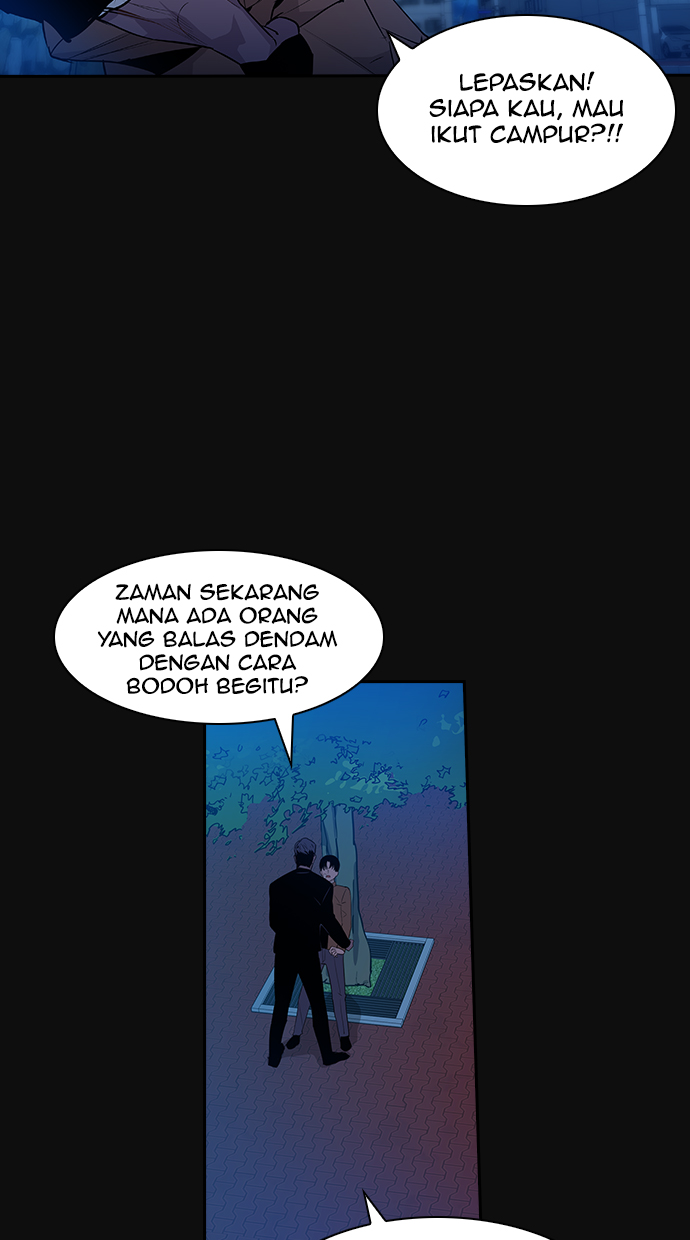 LEPASKAN!
SIAPA KAU, MAU
IKUT CAMPUR?!!
ZAMAN SEKARANG
MANA ADA ORANG
YANG BALAS DENDAM
DENGAN CARA
BODOH BEGITU?